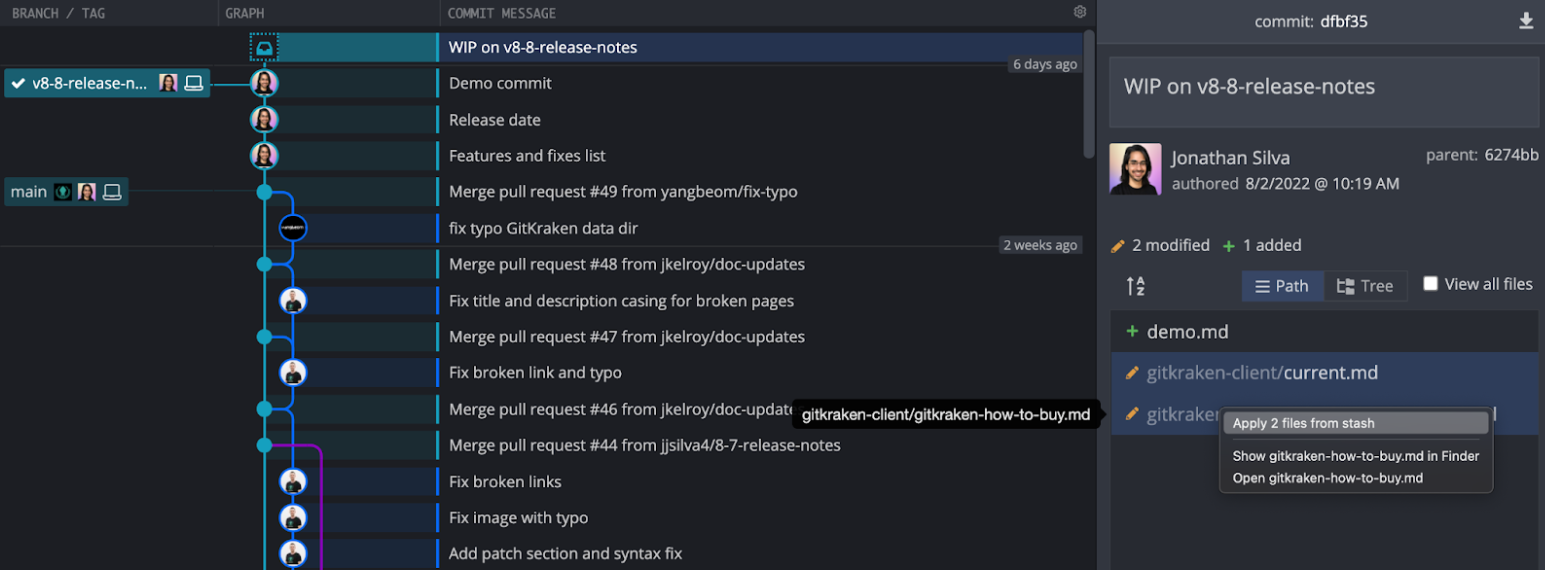 BRANCH / TAG
GRAPH
COMMIT MESSAGE
WIP on v8-8-release-notes
6 days ago
v8-8-release-n...
Demo commit
Release date
Features and fixes list
main
Merge pull request #49 from yangbeom/fix-typo
fix typo GitKraken data dir
2 weeks ago
Merge pull request #48 from jkelroy/doc-updates
Fix title and description casing for broken pages
Merge pull request #47 from jkelroy/doc-updates
Fix broken link and typo
Merge pull request #46 from jkelroy/doc-update
Merge pull request #44 from jjsilva4/8-7-release-notes
Fix broken links
Fix image with typo
Add patch section and syntax fix
commit: dfbf35
WIP on v8-8-release-notes
Jonathan Silva
parent: 6274bb
authored 8/2/2022 @ 10:19 AM
2 modified + 1 added
A
Z
Path
Tree
View all files
+ demo.md
gitkraken-client/current.md
gitkraken-client/gitkraken-how-to-buy.md
gitkraken
Apply 2 files from stash
Show gitkraken-how-to-buy.md in Finder
Open gitkraken-how-to-buy.md